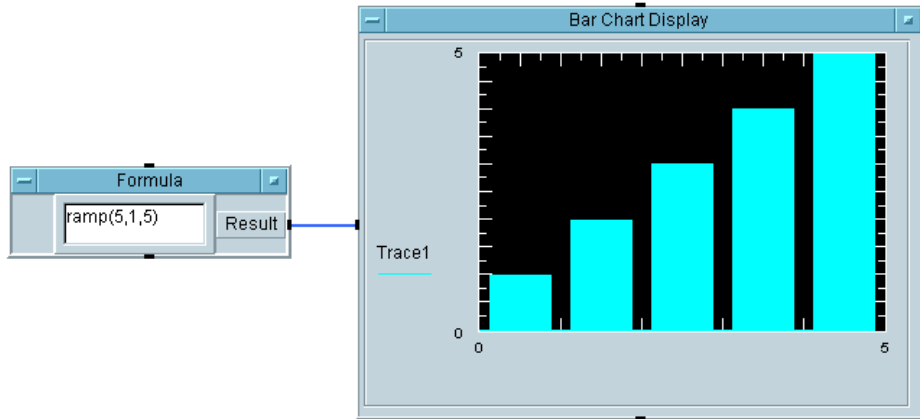 Bar Chart Display
5
Formula
ramp(5,1,5)
Result
Trace1
0
0
5